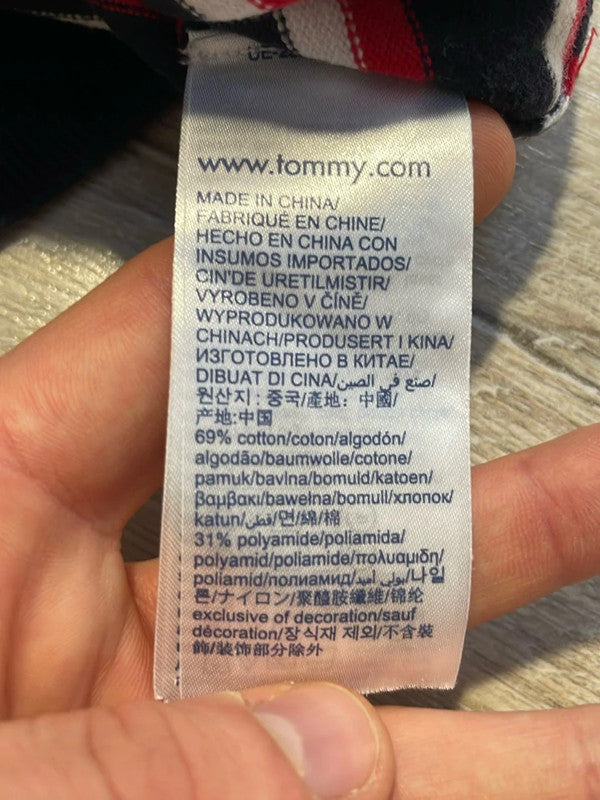 www.tommy.com
MADE IN CHINA/
FABRIQUÉ EN CHINE/
HECHO EN CHINA CON
INSUMOS IMPORTADOS/
CIN'DE URETILMISTIR/
VYROBENO V ČÍNĚ/
WYPRODUKOWANO W
CHINACH/PRODUSERT I KINA/
ИЗГОТОВЛЕНО В КИТАЕ/
DIBUAT DI CINA/صنع في الصين/
원산지: 중국/產地: 中國/
产地:中国
69% cotton/coton/algodón/
algodão/baumwolle/cotone/
pamuk/bavlna/bomuld/katoen/
βαμβακι/bawełna/bomull/хлопок/
katun/قطن/면/綿/棉
31% polyamide/poliamida/
polyamid/poliamide/πολυαμιδη/
poliamid/полиамид/بولي أميد/나일
론/ナイロン/聚醯胺纖維/锦纶
exclusive of decoration/sauf
décoration/장식재 제외/不含裝
飾/装饰部分除外